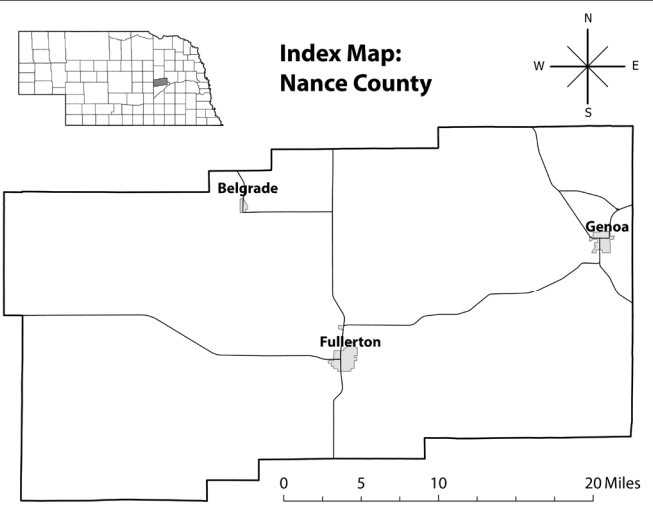 N
Index Map:
Nance County
W E
S
Belgrade
Genoa
Fullerton
0 5 10 20 Miles